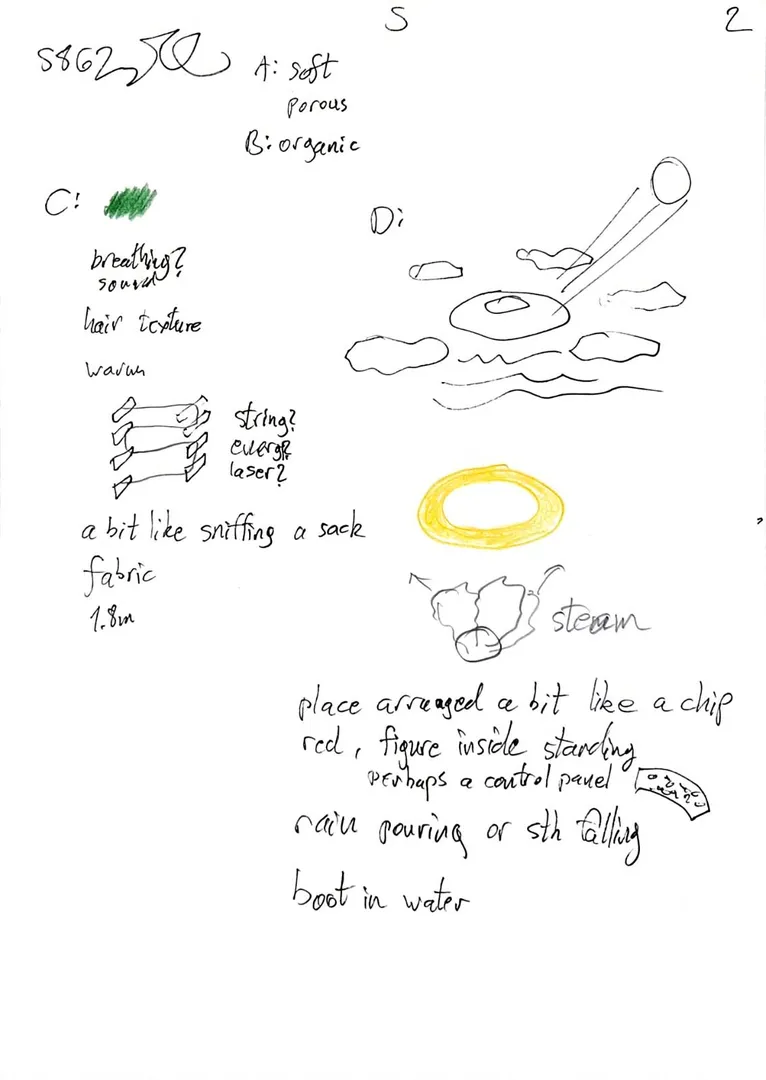 S 2
S862
A: soft
porous
B: organic
C:
breathing?
sound
hair texture
warm
string?
energ?
laser?
a bit like sniffing a sack
fabric
1.8m
D:
steam
place arranged a bit like a chip
red, figure inside standing
perhaps a control panel
rain pouring or sth falling
boot in water